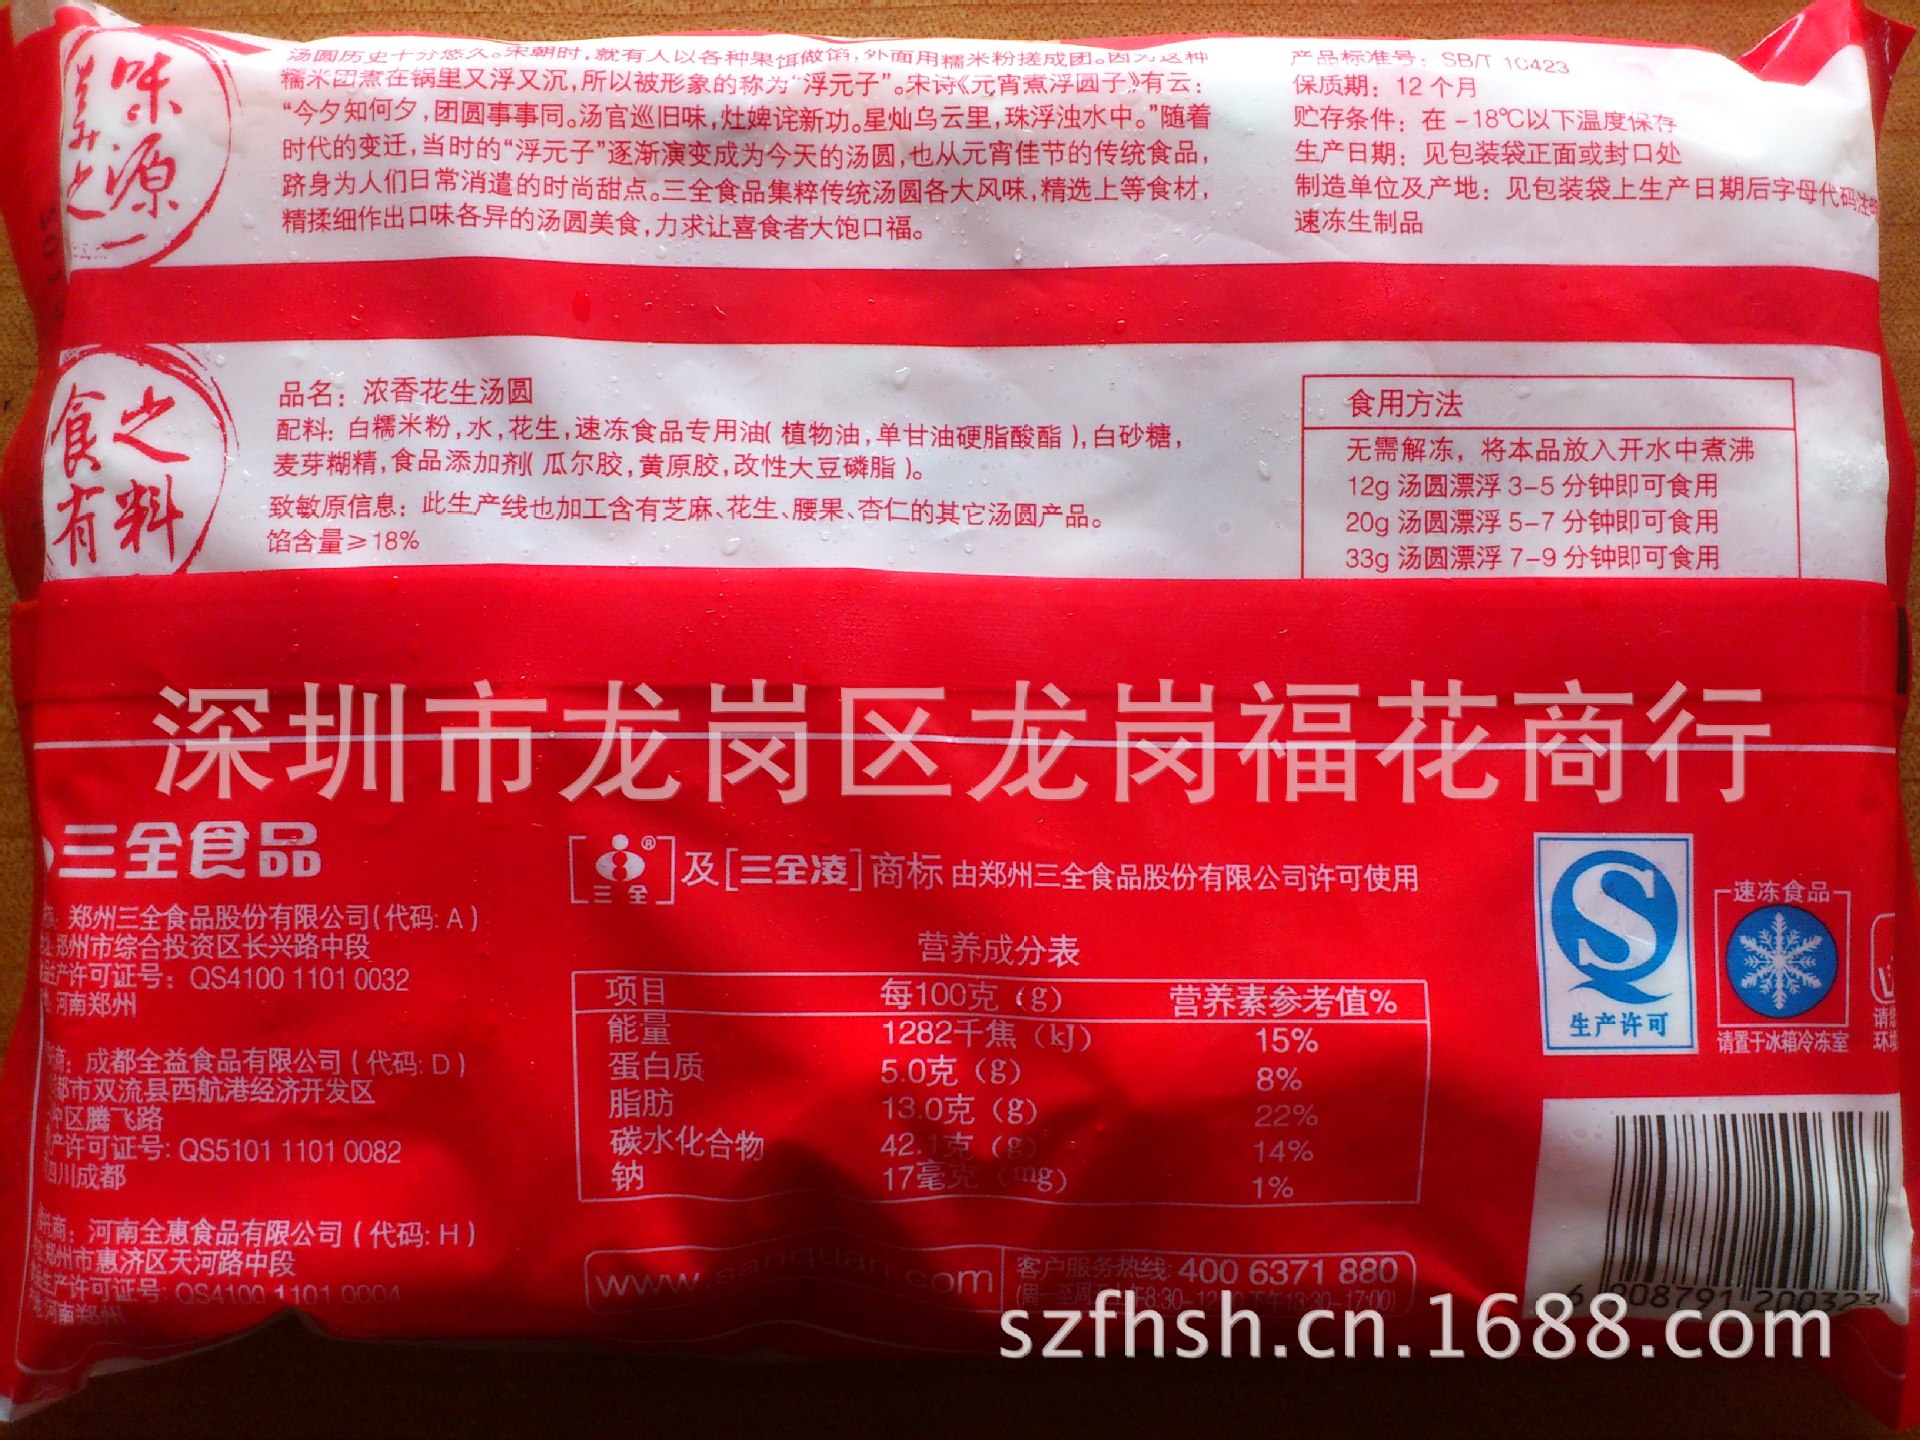 美味之源
汤圆历史十分悠久。宋朝时，就有人以各种果饵做馅，外面用糯米粉搓成团。因为这种
糯米团煮在锅里又浮又沉，所以被形象的称为“浮元子”。宋诗《元宵煮浮圆子》有云：
“今夕知何夕，团圆事事同。汤官巡旧味，灶婢诧新功。星灿乌云里，珠浮浊水中。”随着
时代的变迁，当时的“浮元子”逐渐演变成为今天的汤圆，也从元宵佳节的传统食品，
跻身为人们日常消遣的时尚甜点。三全食品集粹传统汤圆各大风味，精选上等食材，
精揉细作出口味各异的汤圆美食，力求让喜食者大饱口福。
产品标准号：SB/T 10423
保质期：12 个月
贮存条件：在 -18℃以下温度保存
生产日期：见包装袋正面或封口处
制造单位及产地：见包装袋上生产日期后字母代码注明
速冻生制品
食之有料
品名：浓香花生汤圆
配料：白糯米粉，水，花生，速冻食品专用油（植物油，单甘油硬脂酸酯），白砂糖，
麦芽糊精，食品添加剂（瓜尔胶，黄原胶，改性大豆磷脂）。
致敏原信息：此生产线也加工含有芝麻、花生、腰果、杏仁的其它汤圆产品。
馅含量≥18%
食用方法
无需解冻，将本品放入开水中煮沸
12g 汤圆漂浮 3-5 分钟即可食用
20g 汤圆漂浮 5-7 分钟即可食用
33g 汤圆漂浮 7-9 分钟即可食用
深圳市龙岗区龙岗福花商行
三全食品
郑州三全食品股份有限公司（代码: A）
郑州市综合投资区长兴路中段
生产许可证号：QS4100 1101 0032
河南郑州
商：成都全益食品有限公司（代码: D）
都市双流县西航港经济开发区
区腾飞路
产许可证号: QS5101 1101 0082
四川成都
商：河南全惠食品有限公司（代码: H）
郑州市惠济区天河路中段
生产许可证号: QS4100 1101 0004
河南郑州
[三全®]及[三全凌]商标 由郑州三全食品股份有限公司许可使用
营养成分表
项目 每100克（g） 营养素参考值%
能量 1282千焦（kJ） 15%
蛋白质 5.0克（g） 8%
脂肪 13.0克（g） 22%
碳水化合物 42.1克（g） 14%
钠 17毫克（mg） 1%
www.sanquan.com
客户服务热线: 400 6371 880
S
生产许可
速冻食品
请置于冰箱冷冻室
6 908791 200323
szfhsh.cn.1688.com